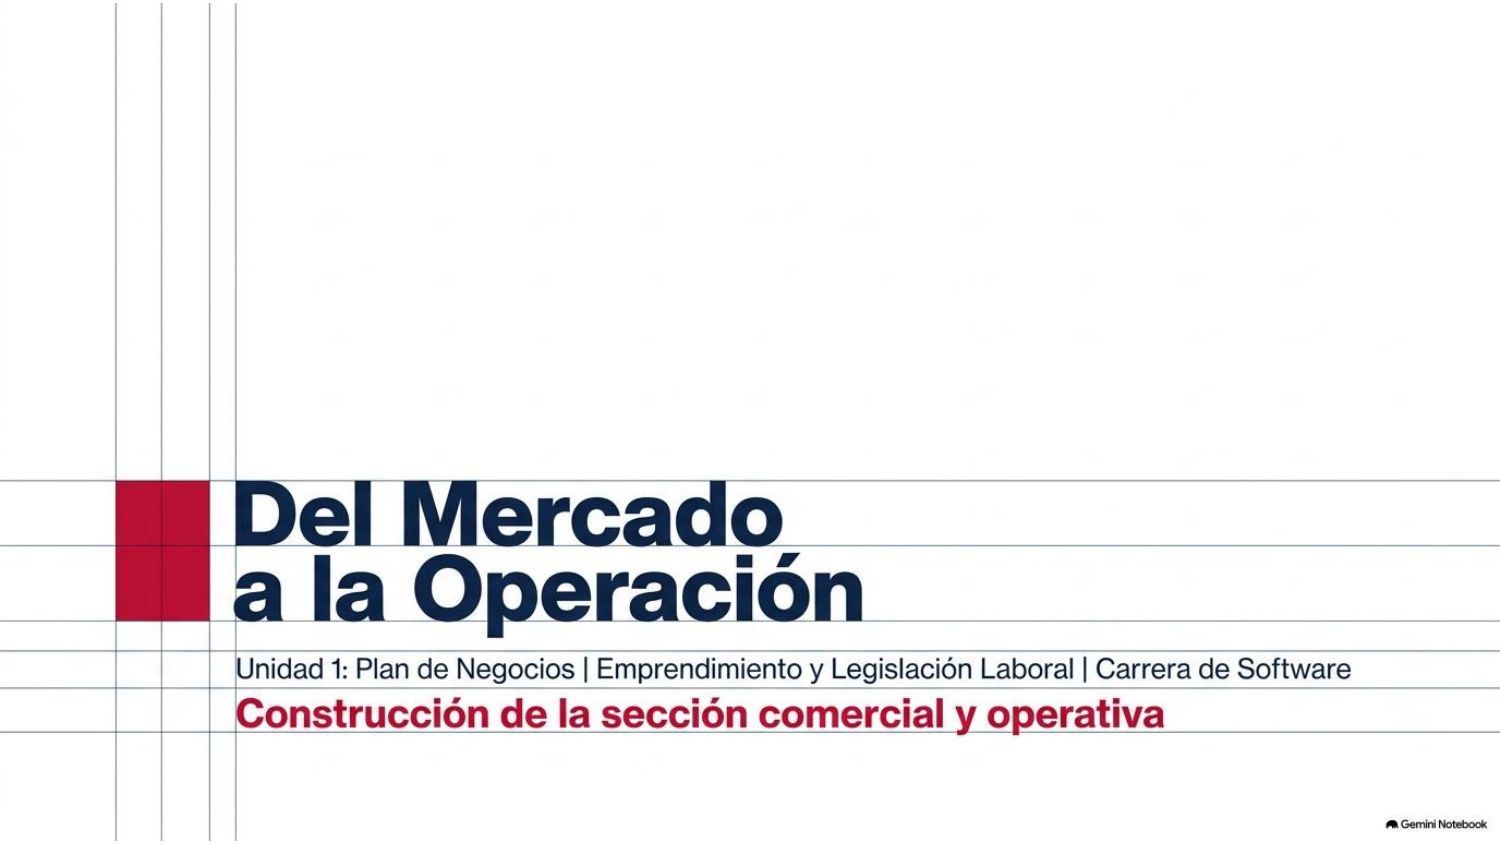 Del Mercado
a la Operación
Unidad 1: Plan de Negocios | Emprendimiento y Legislación Laboral | Carrera de Software
Construcción de la sección comercial y operativa
Gemini Notebook